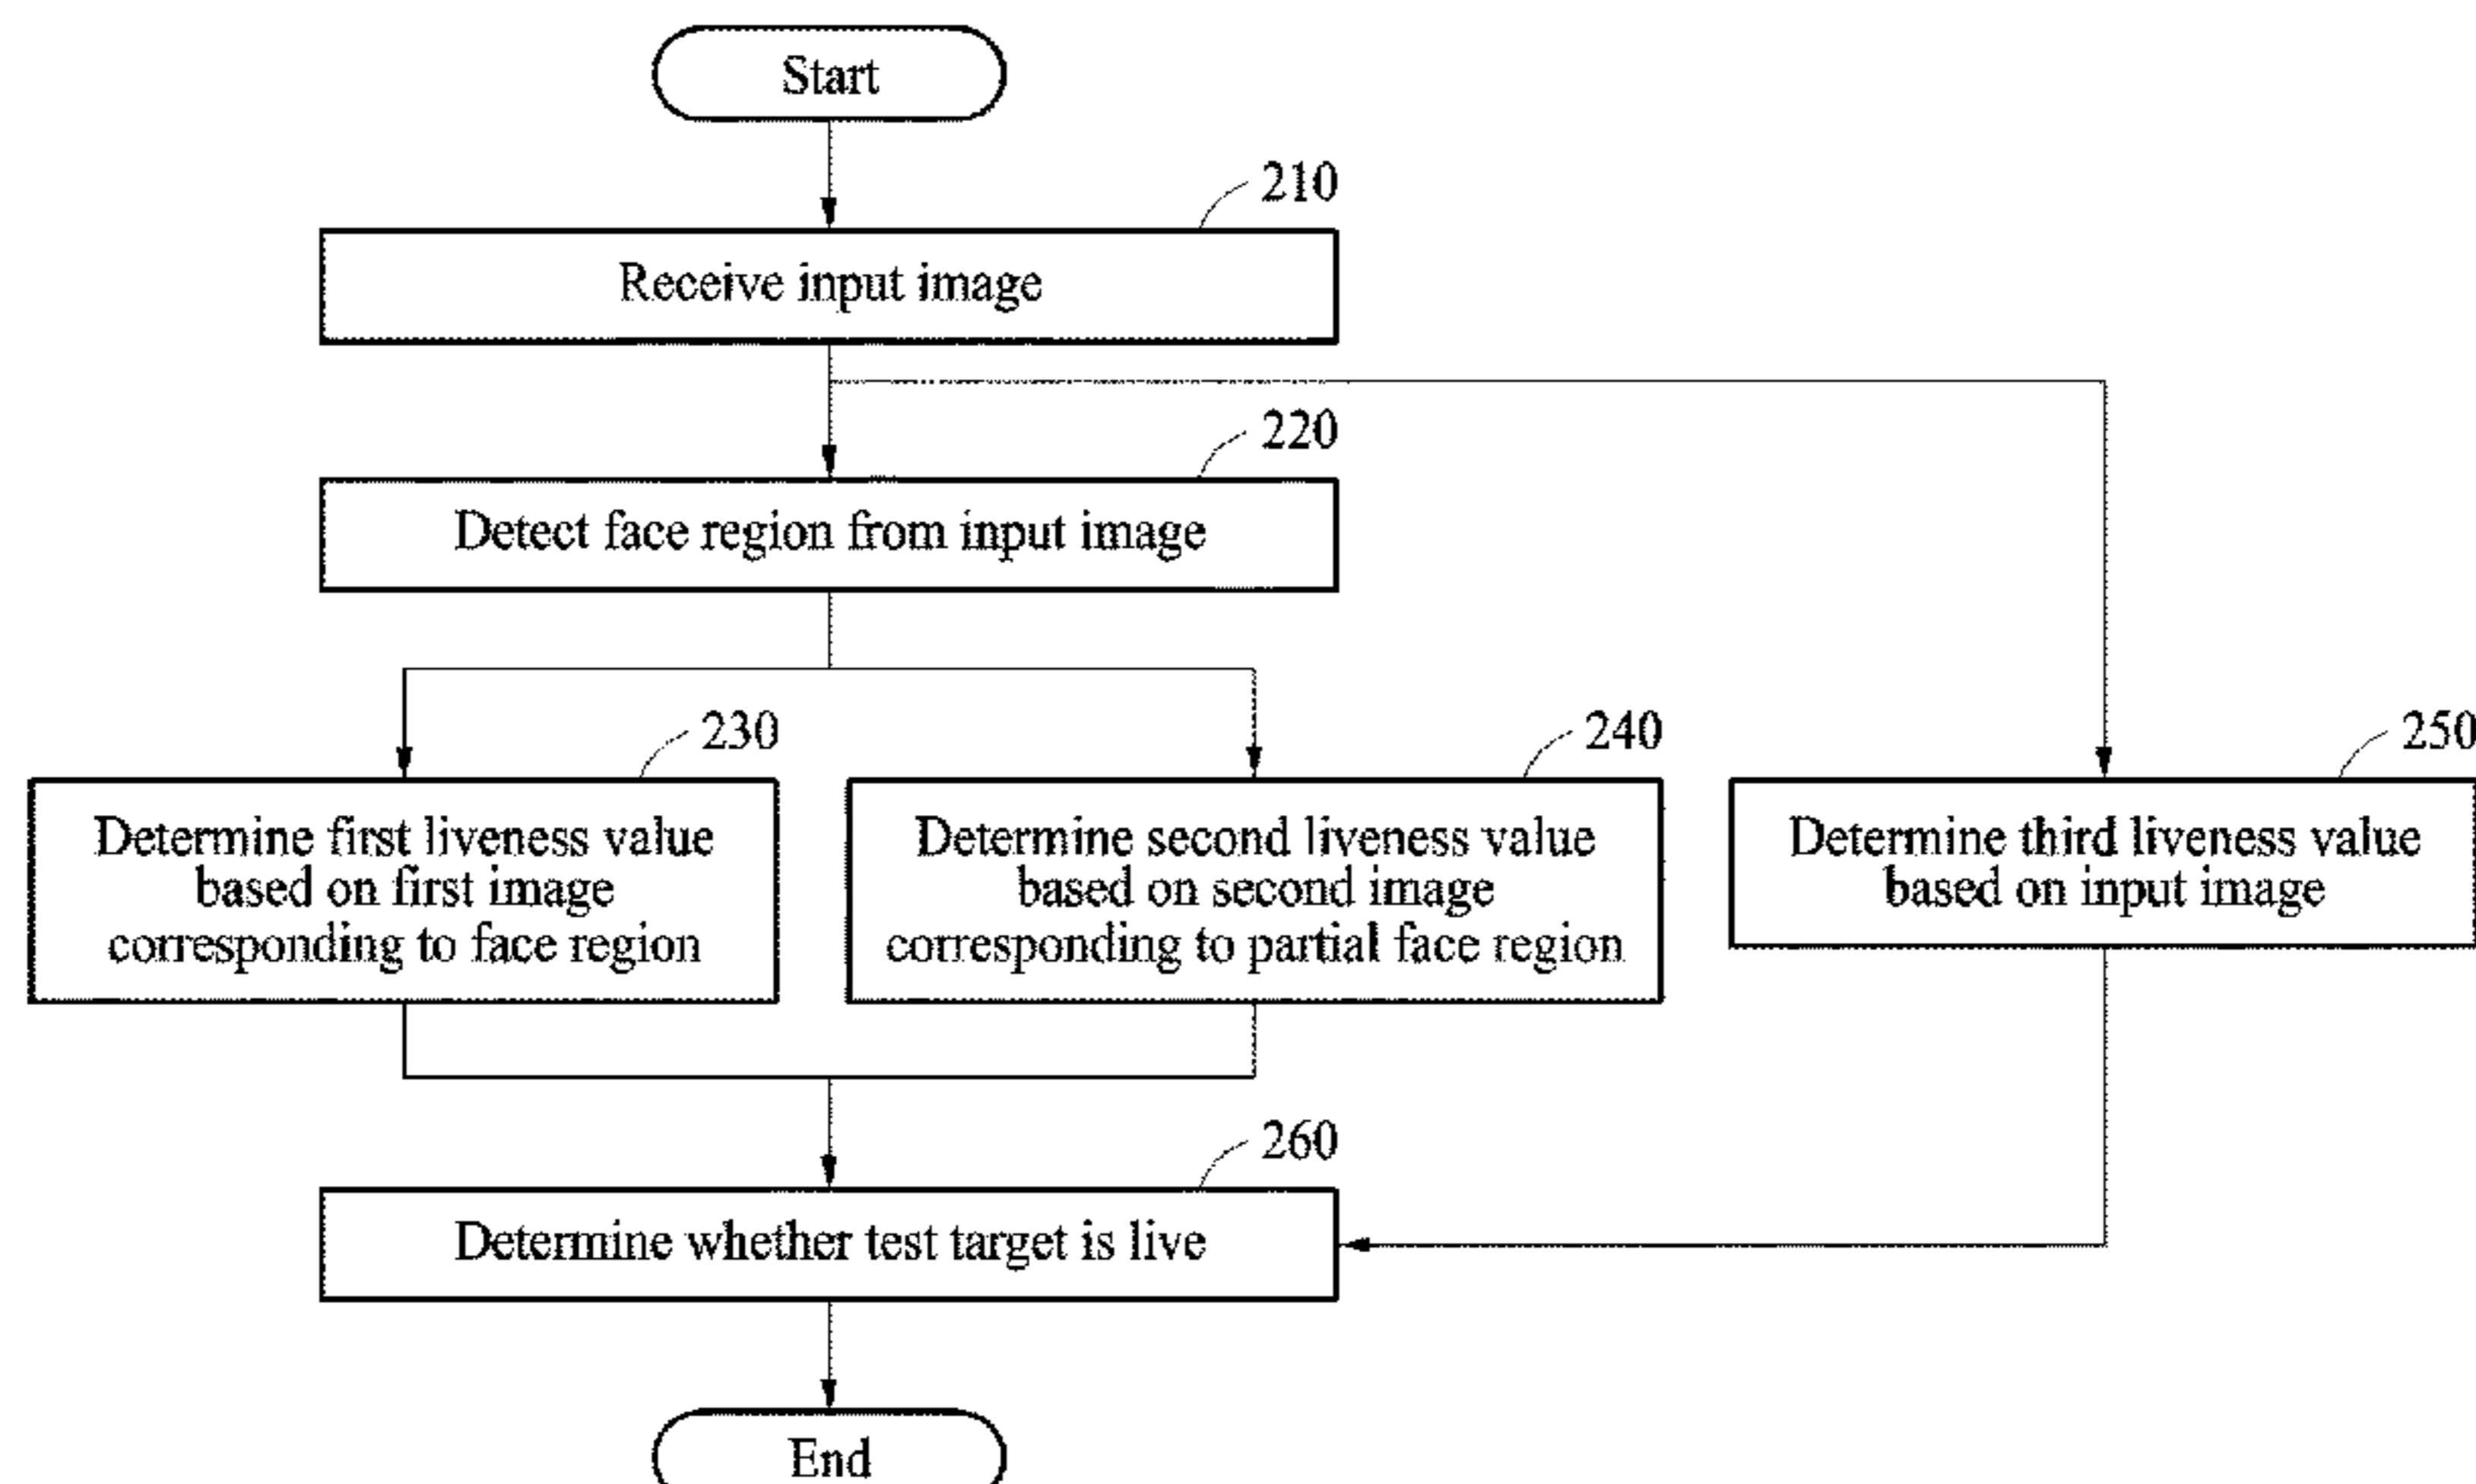 Start
210
Receive input image
220
Detect face region from input image
230
Determine first liveness value
based on first image
corresponding to face region
240
Determine second liveness value
based on second image
corresponding to partial face region
250
Determine third liveness value
based on input image
260
Determine whether test target is live
End